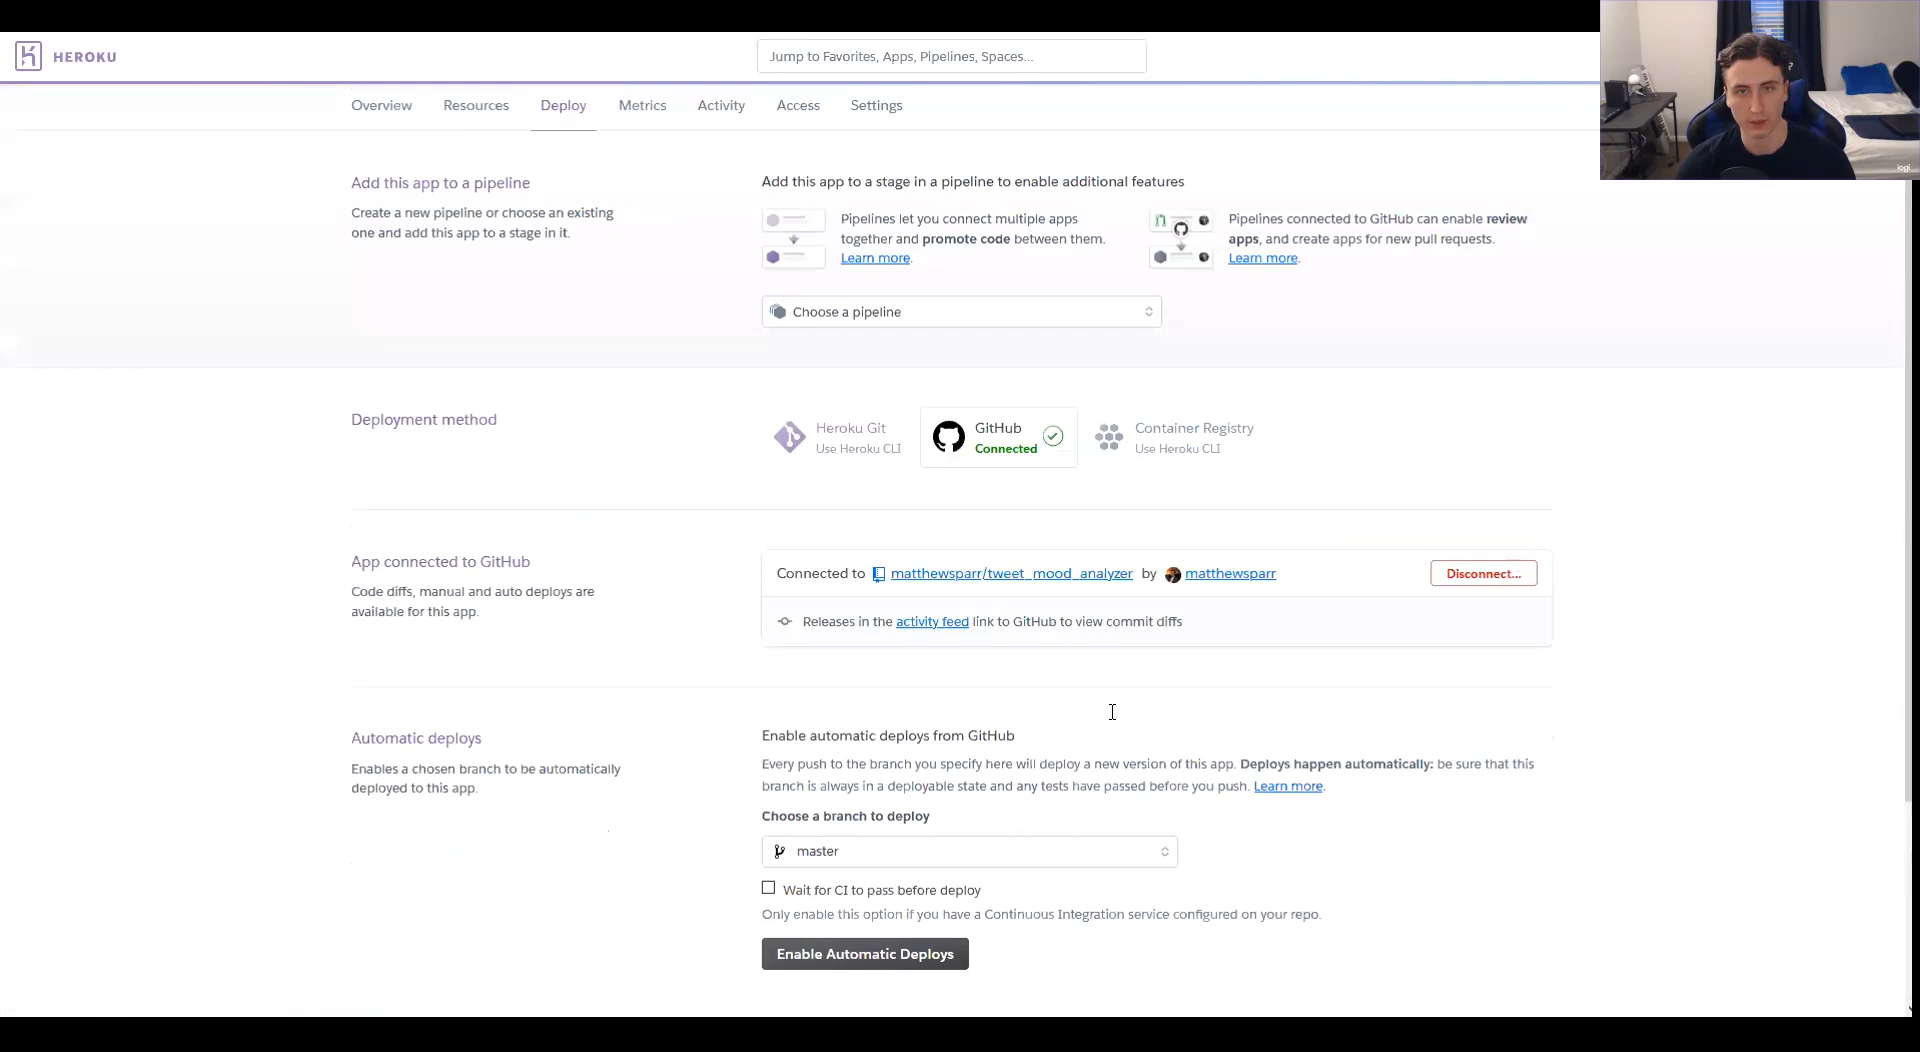 HEROKU
Jump to Favorites, Apps, Pipelines, Spaces...
Overview Resources Deploy Metrics Activity Access Settings
Add this app to a pipeline
Create a new pipeline or choose an existing
one and add this app to a stage in it.
Add this app to a stage in a pipeline to enable additional features
Pipelines let you connect multiple apps
together and promote code between them.
Learn more.
Pipelines connected to GitHub can enable review
apps, and create apps for new pull requests.
Learn more.
Choose a pipeline
Deployment method
Heroku Git
Use Heroku CLI
GitHub
Connected
Container Registry
Use Heroku CLI
App connected to GitHub
Code diffs, manual and auto deploys are
available for this app.
Connected to matthewsparr/tweet_mood_analyzer by matthewsparr
Disconnect...
Releases in the activity feed link to GitHub to view commit diffs
Automatic deploys
Enables a chosen branch to be automatically
deployed to this app.
Enable automatic deploys from GitHub
Every push to the branch you specify here will deploy a new version of this app. Deploys happen automatically: be sure that this
branch is always in a deployable state and any tests have passed before you push. Learn more.
Choose a branch to deploy
master
Wait for CI to pass before deploy
Only enable this option if you have a Continuous Integration service configured on your repo.
Enable Automatic Deploys
logi